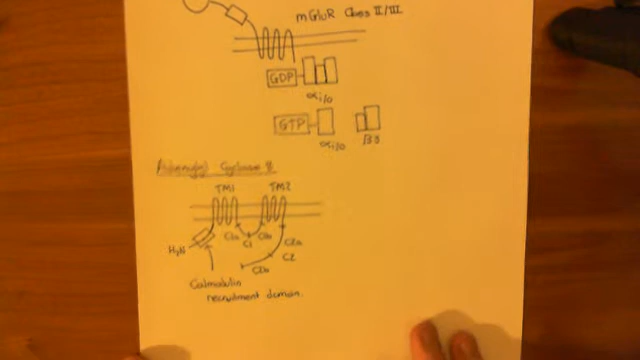 mGluR Class II/III
GDP
αi/o
GTP
αi/o
βγ
Adenylyl Cyclase
TM1 TM2
C1a C1b
C1
C2a
C2
C2b
H₂N
Calmodulin
recruitment domain